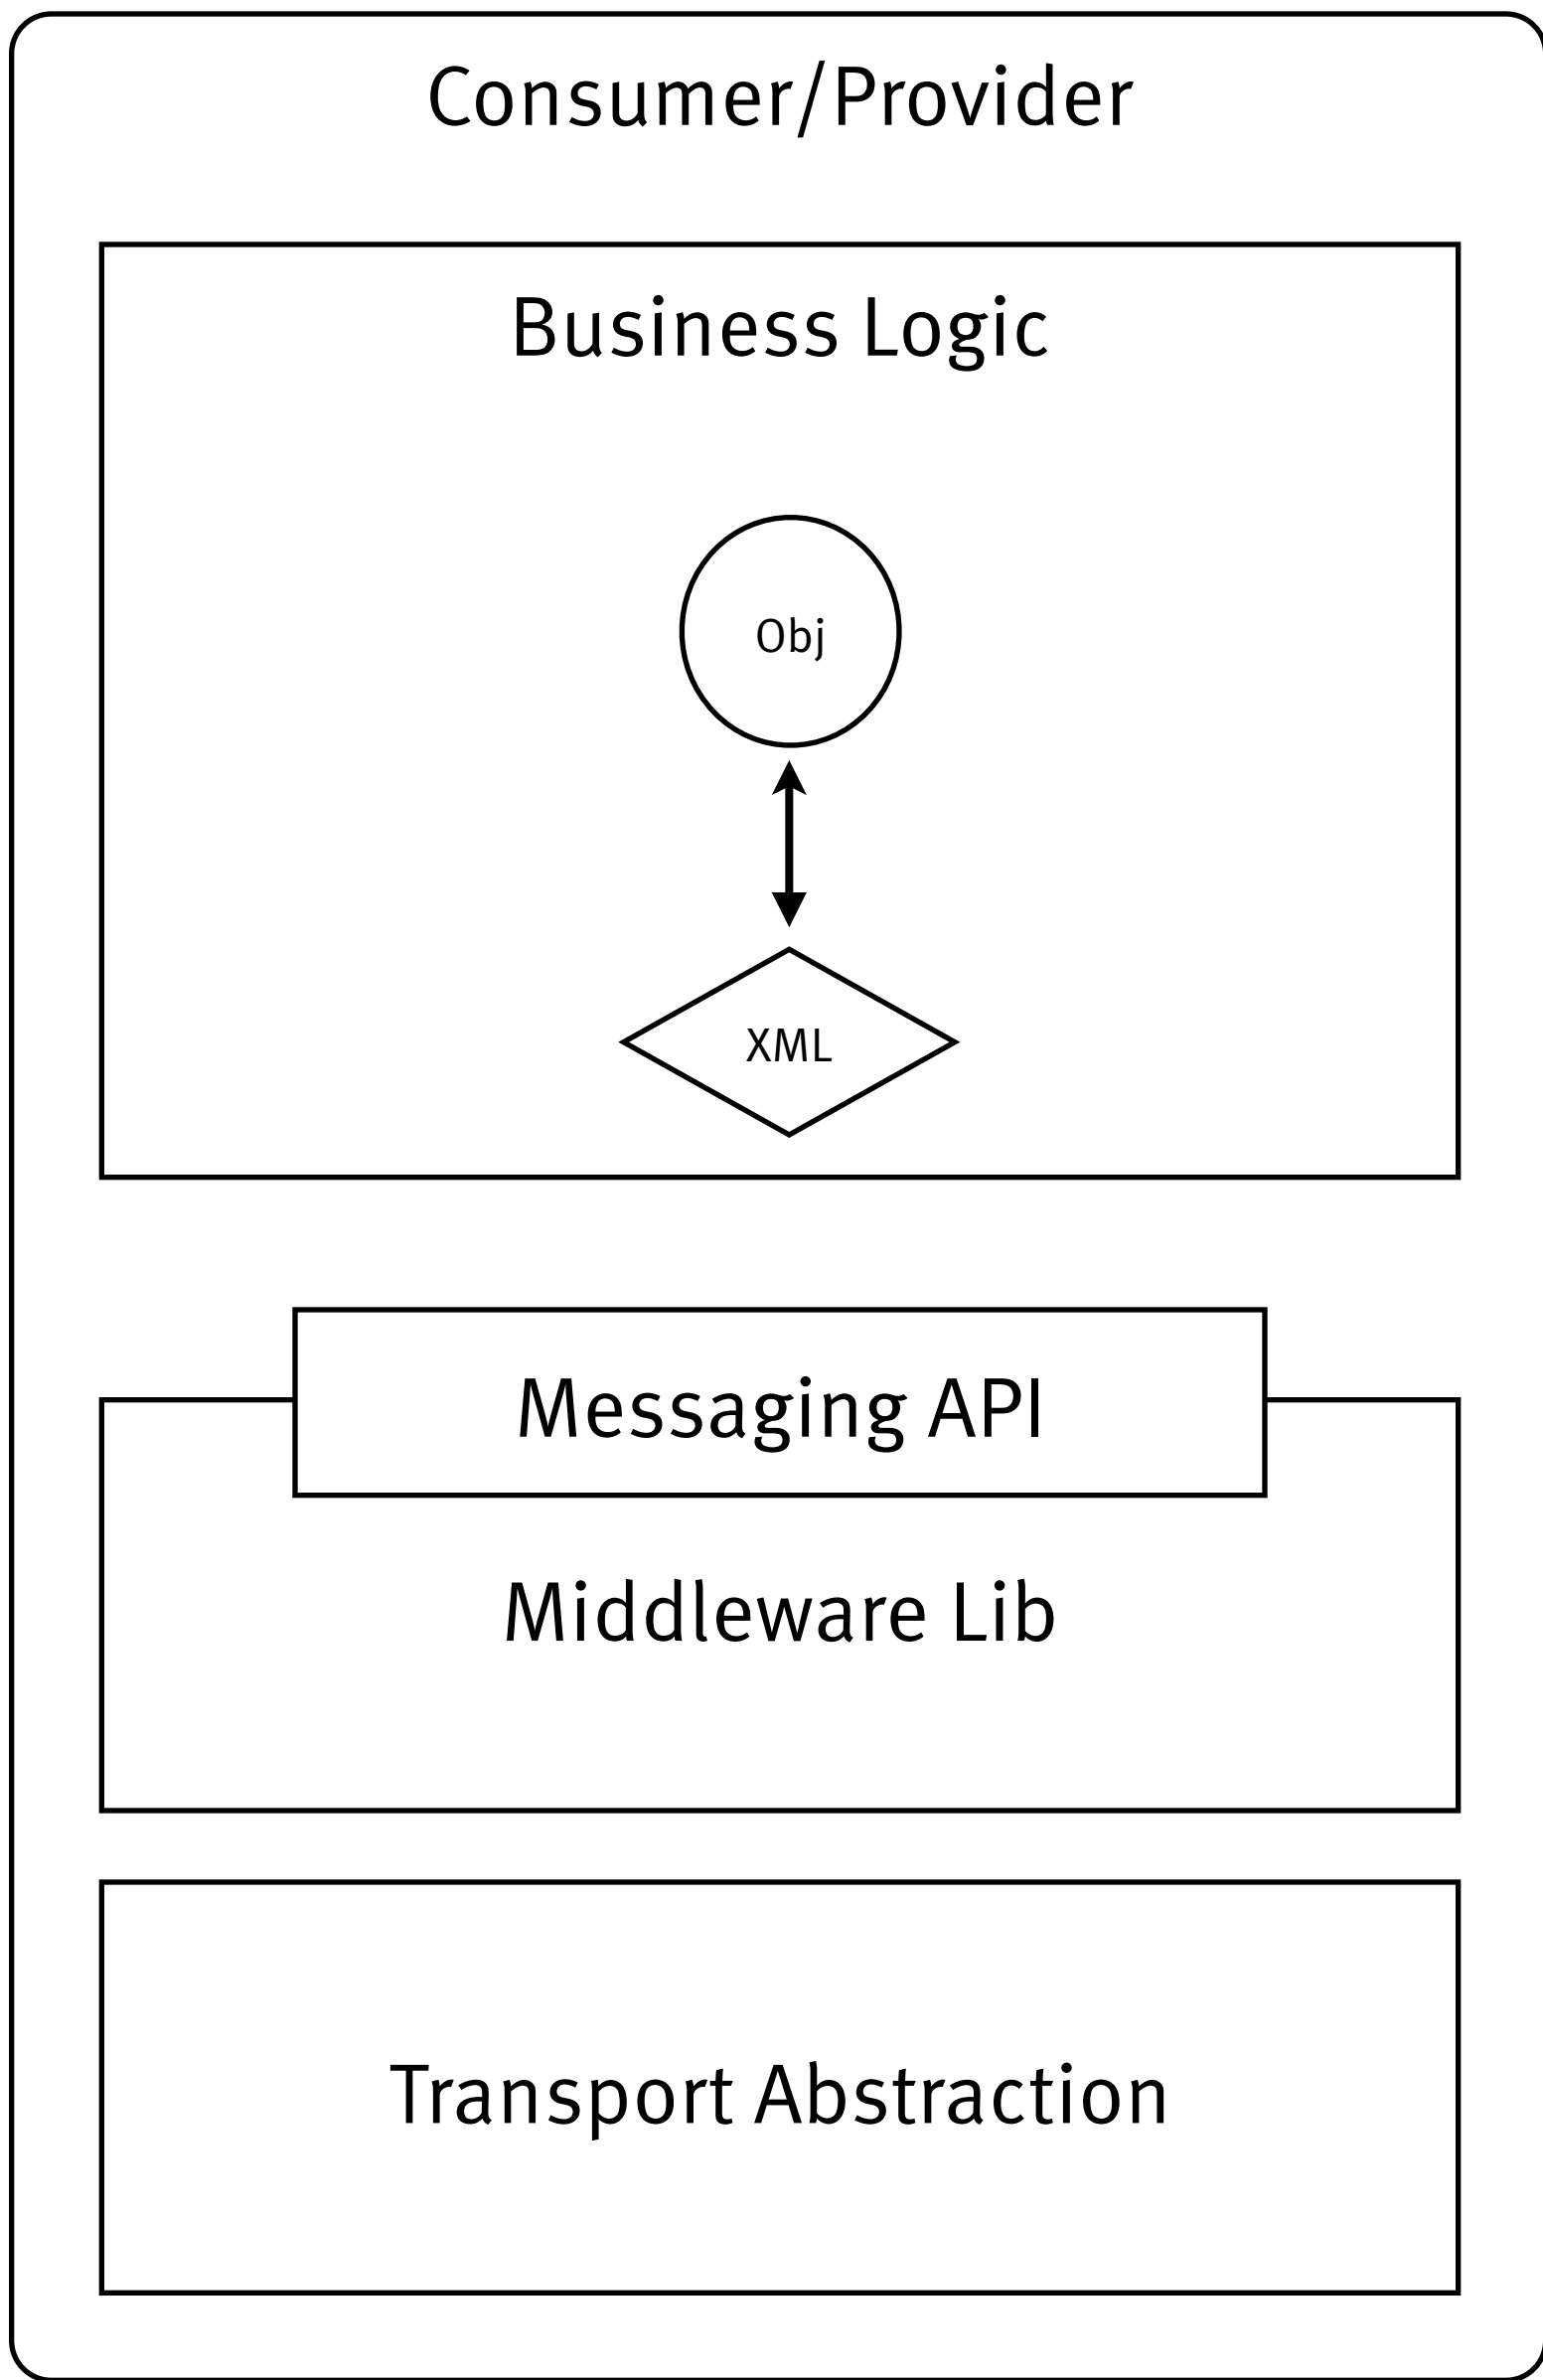 Consumer/Provider
Business Logic
Obj
XML
Messaging API
Middleware Lib
Transport Abstraction